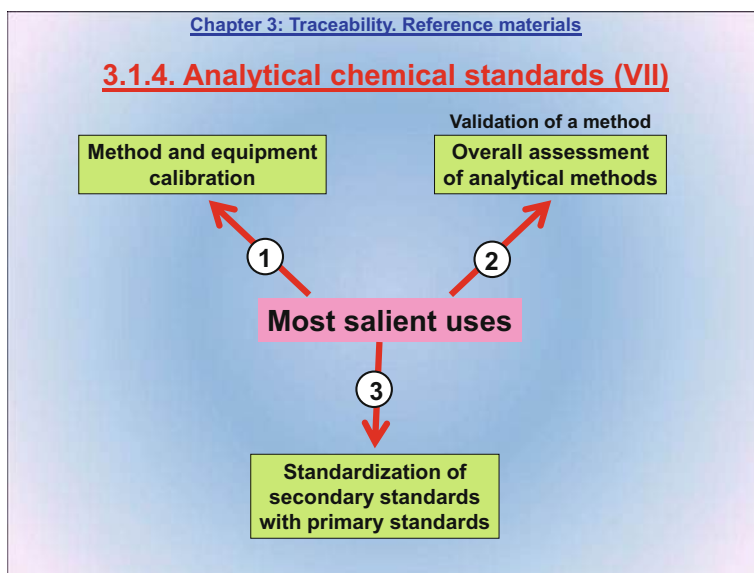 Chapter 3: Traceability. Reference materials
3.1.4. Analytical chemical standards (VII)
Method and equipment
calibration
Validation of a method
Overall assessment
of analytical methods
1
2
Most salient uses
3
Standardization of
secondary standards
with primary standards